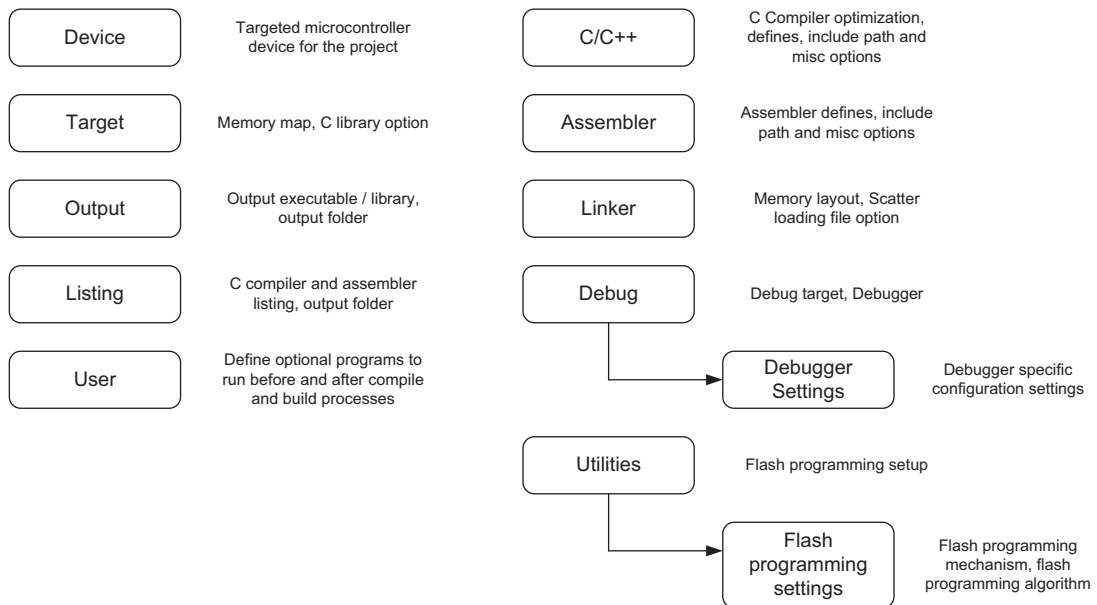 Device
Targeted microcontroller
device for the project
Target
Memory map, C library option
Output
Output executable / library,
output folder
Listing
C compiler and assembler
listing, output folder
User
Define optional programs to
run before and after compile
and build processes
C/C++
C Compiler optimization,
defines, include path and
misc options
Assembler
Assembler defines, include
path and misc options
Linker
Memory layout, Scatter
loading file option
Debug
Debug target, Debugger
Debugger
Settings
Debugger specific
configuration settings
Utilities
Flash programming setup
Flash
programming
settings
Flash programming
mechanism, flash
programming algorithm